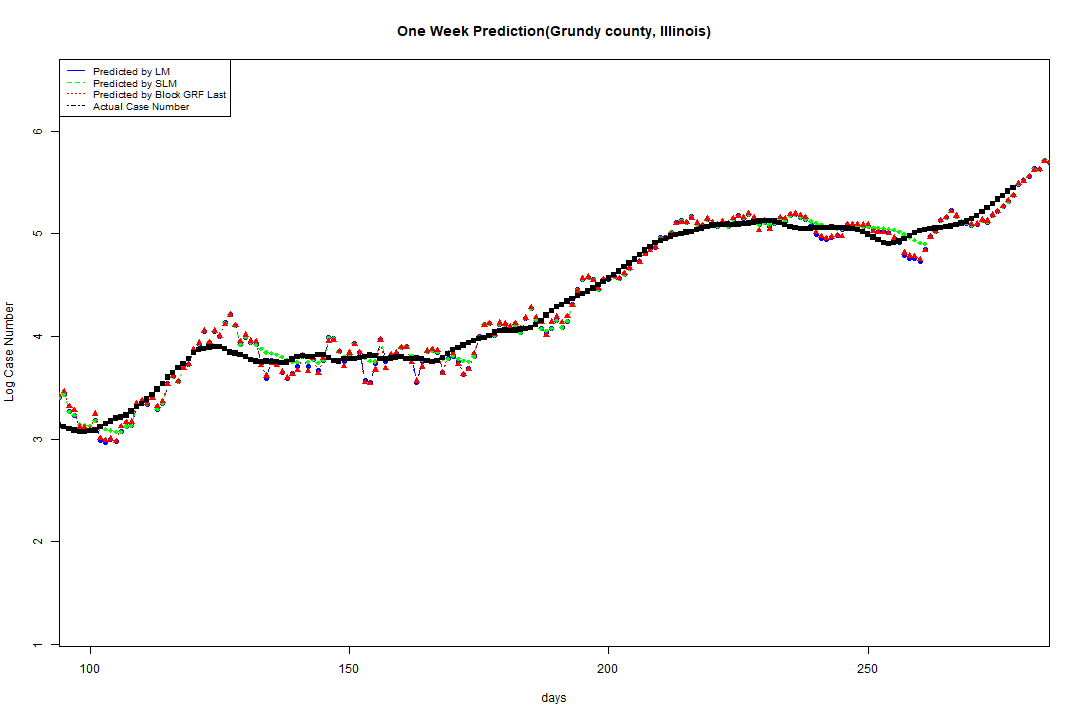 One Week Prediction(Grundy county, Illinois)
Predicted by LM
Predicted by SLM
Predicted by Block GRF Last
Actual Case Number
Log Case Number
6
5
4
3
2
1
100 150 200 250
days